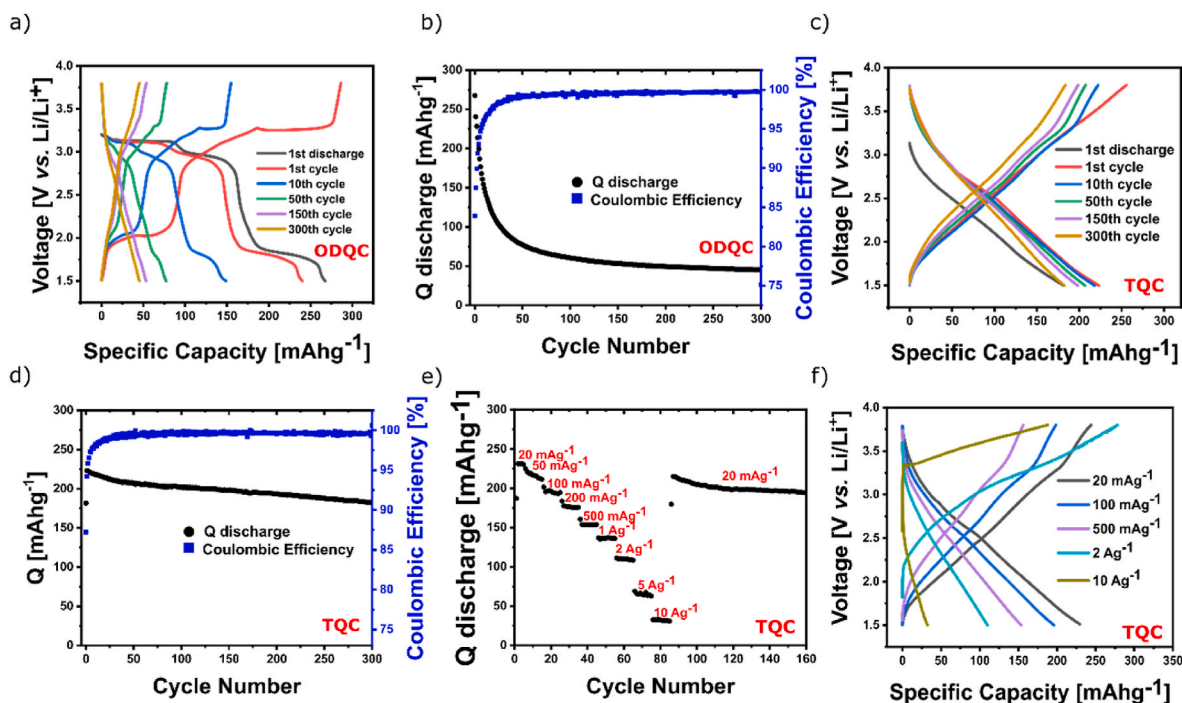 a)
Voltage [V vs. Li/Li⁺]
4.0
3.5
3.0
2.5
2.0
1.5
1st discharge
1st cycle
10th cycle
50th cycle
150th cycle
300th cycle
ODQC
0 50 100 150 200 250 300
Specific Capacity [mAhg⁻¹]
b)
Q discharge [mAhg⁻¹]
300
250
200
150
100
50
0
Q discharge
Coulombic Efficiency
ODQC
0 50 100 150 200 250 300
Cycle Number
100
95
90
85
80
75
Coulombic Efficiency [%]
c)
Voltage [V vs. Li/Li⁺]
4.0
3.5
3.0
2.5
2.0
1.5
1st discharge
1st cycle
10th cycle
50th cycle
150th cycle
300th cycle
TQC
0 50 100 150 200 250 300
Specific Capacity [mAhg⁻¹]
d)
Q [mAhg⁻¹]
300
250
200
150
100
50
0
Q discharge
Coulombic Efficiency
TQC
0 50 100 150 200 250 300
Cycle Number
100
95
90
85
80
75
Coulombic Efficiency [%]
e)
Q discharge [mAhg⁻¹]
300
250
200
150
100
50
0
20 mAg⁻¹
50 mAg⁻¹
100 mAg⁻¹
200 mAg⁻¹
500 mAg⁻¹
1 Ag⁻¹
2 Ag⁻¹
5 Ag⁻¹
10 Ag⁻¹
20 mAg⁻¹
TQC
0 20 40 60 80 100 120 140 160
Cycle Number
f)
Voltage [V vs. Li/Li⁺]
4.0
3.5
3.0
2.5
2.0
1.5
20 mAg⁻¹
100 mAg⁻¹
500 mAg⁻¹
2 Ag⁻¹
10 Ag⁻¹
TQC
0 50 100 150 200 250 300 350
Specific Capacity [mAhg⁻¹]